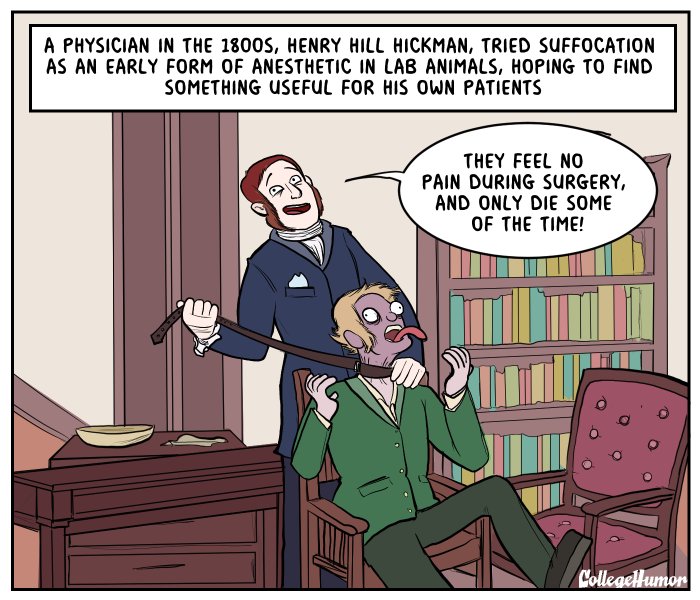 A PHYSICIAN IN THE 1800S, HENRY HILL HICKMAN, TRIED SUFFOCATION
AS AN EARLY FORM OF ANESTHETIC IN LAB ANIMALS, HOPING TO FIND
SOMETHING USEFUL FOR HIS OWN PATIENTS
THEY FEEL NO
PAIN DURING SURGERY,
AND ONLY DIE SOME
OF THE TIME!
CollegeHumor